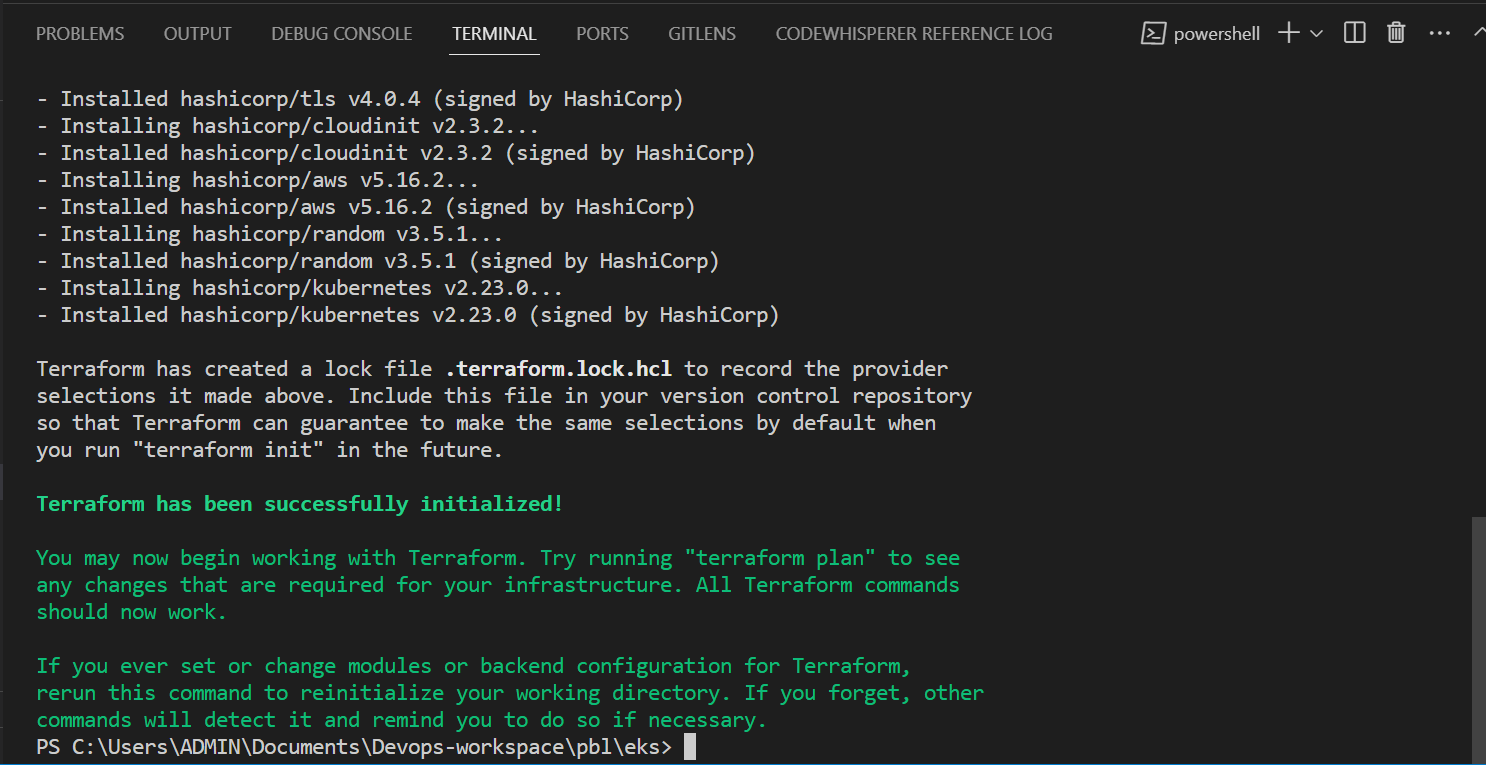 PROBLEMS OUTPUT DEBUG CONSOLE TERMINAL PORTS GITLENS CODEWHISPERER REFERENCE LOG powershell
- Installed hashicorp/tls v4.0.4 (signed by HashiCorp)
- Installing hashicorp/cloudinit v2.3.2...
- Installed hashicorp/cloudinit v2.3.2 (signed by HashiCorp)
- Installing hashicorp/aws v5.16.2...
- Installed hashicorp/aws v5.16.2 (signed by HashiCorp)
- Installing hashicorp/random v3.5.1...
- Installed hashicorp/random v3.5.1 (signed by HashiCorp)
- Installing hashicorp/kubernetes v2.23.0...
- Installed hashicorp/kubernetes v2.23.0 (signed by HashiCorp)
Terraform has created a lock file .terraform.lock.hcl to record the provider
selections it made above. Include this file in your version control repository
so that Terraform can guarantee to make the same selections by default when
you run "terraform init" in the future.
Terraform has been successfully initialized!
You may now begin working with Terraform. Try running "terraform plan" to see
any changes that are required for your infrastructure. All Terraform commands
should now work.
If you ever set or change modules or backend configuration for Terraform,
rerun this command to reinitialize your working directory. If you forget, other
commands will detect it and remind you to do so if necessary.
PS C:\Users\ADMIN\Documents\Devops-workspace\pbl\eks>